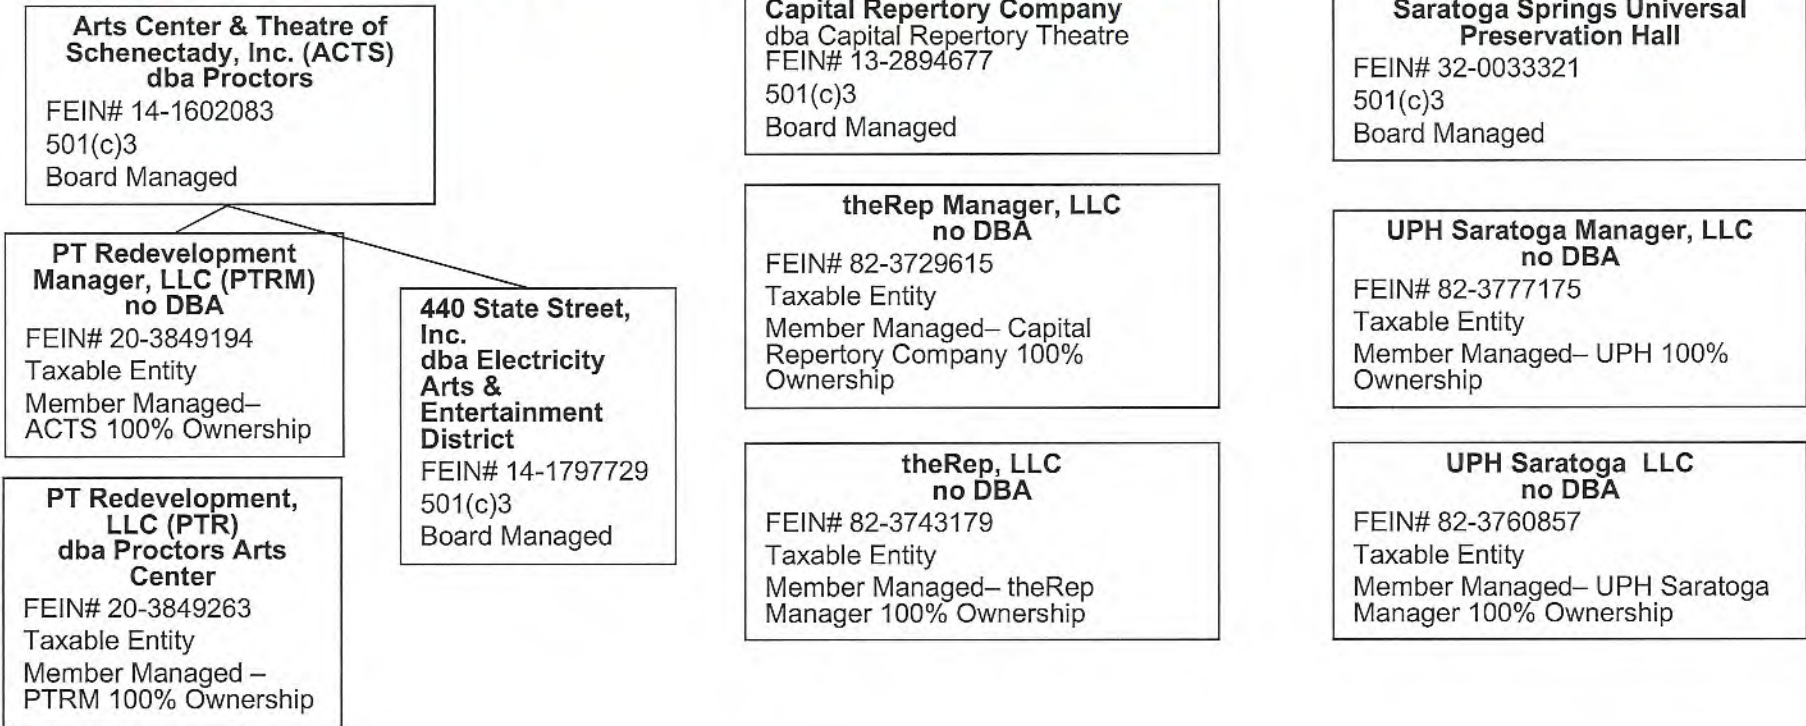 Arts Center & Theatre of
Schenectady, Inc. (ACTS)
dba Proctors
FEIN# 14-1602083
501(c)3
Board Managed
PT Redevelopment
Manager, LLC (PTRM)
no DBA
FEIN# 20-3849194
Taxable Entity
Member Managed–
ACTS 100% Ownership
PT Redevelopment,
LLC (PTR)
dba Proctors Arts
Center
FEIN# 20-3849263
Taxable Entity
Member Managed –
PTRM 100% Ownership
440 State Street,
Inc.
dba Electricity
Arts &
Entertainment
District
FEIN# 14-1797729
501(c)3
Board Managed
Capital Repertory Company
dba Capital Repertory Theatre
FEIN# 13-2894677
501(c)3
Board Managed
theRep Manager, LLC
no DBA
FEIN# 82-3729615
Taxable Entity
Member Managed– Capital
Repertory Company 100%
Ownership
theRep, LLC
no DBA
FEIN# 82-3743179
Taxable Entity
Member Managed– theRep
Manager 100% Ownership
Saratoga Springs Universal
Preservation Hall
FEIN# 32-0033321
501(c)3
Board Managed
UPH Saratoga Manager, LLC
no DBA
FEIN# 82-3777175
Taxable Entity
Member Managed– UPH 100%
Ownership
UPH Saratoga  LLC
no DBA
FEIN# 82-3760857
Taxable Entity
Member Managed– UPH Saratoga
Manager 100% Ownership